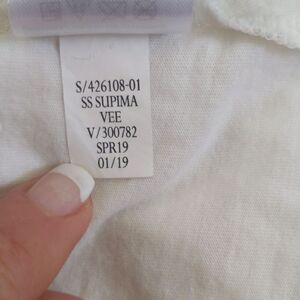 S/426108-01
SS SUPIMA
VEE
V/300782
SPR19
01/19